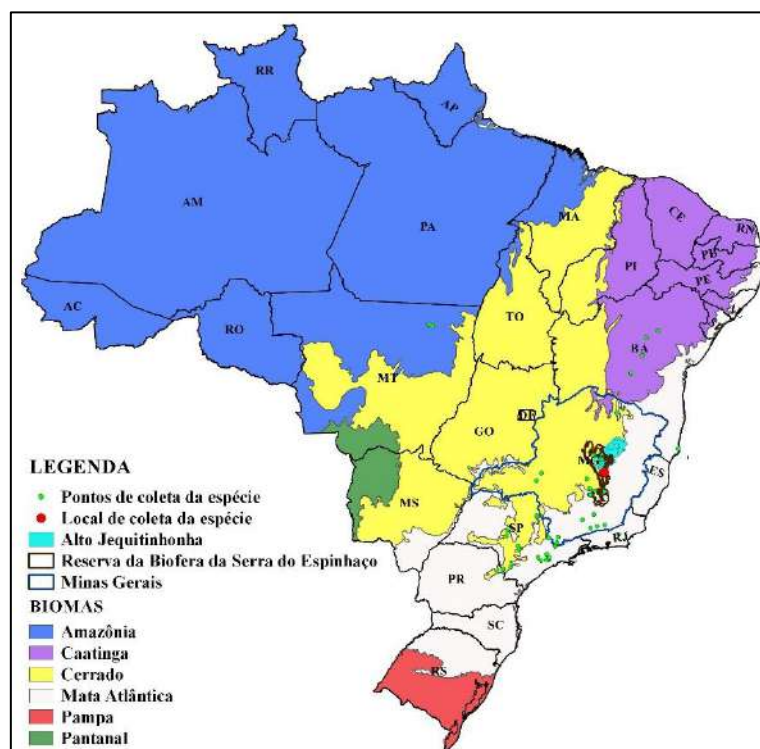 RR
AP
AM
PA
MA
CE
RN
PB
PI
PE
AC
RO
TO
BA
MT
GO
DF
ES
MS
SP
RJ
PR
SC
RS
LEGENDA
Pontos de coleta da espécie
Local de coleta da espécie
Alto Jequitinhonha
Reserva da Biofera da Serra do Espinhaço
Minas Gerais
BIOMAS
Amazônia
Caatinga
Cerrado
Mata Atlântica
Pampa
Pantanal